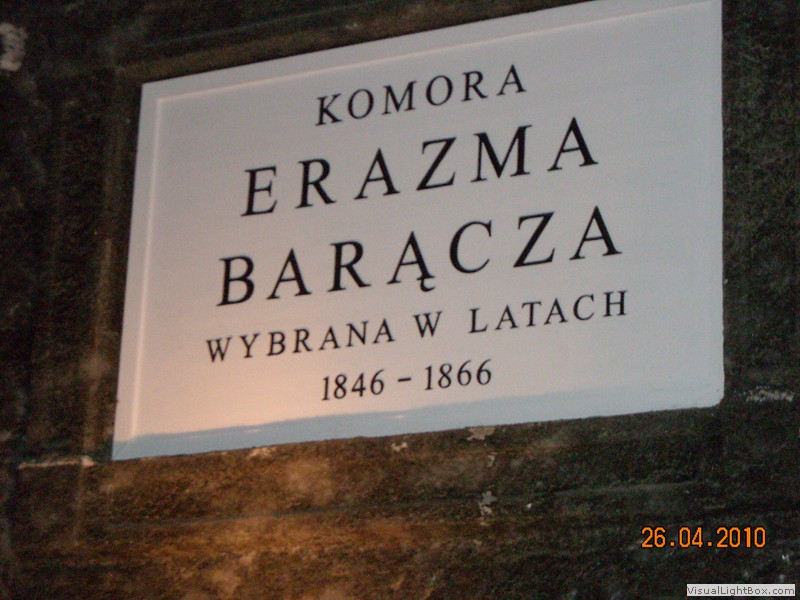 KOMORA
ERAZMA
BARĄCZA
WYBRANA W LATACH
1846 - 1866
26.04.2010
VisualLightBox.com